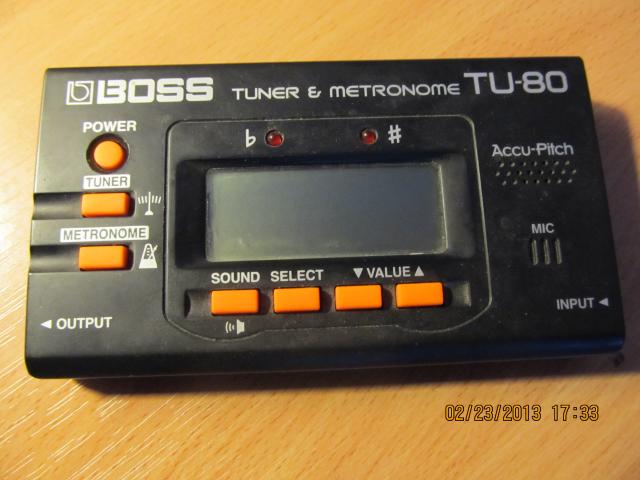 BOSS TUNER & METRONOME TU-80
POWER
♭ ♯
Accu-Pitch
TUNER
METRONOME
MIC
SOUND SELECT ▼ VALUE ▲
◄ OUTPUT
INPUT ◄
02/23/2013 17:33